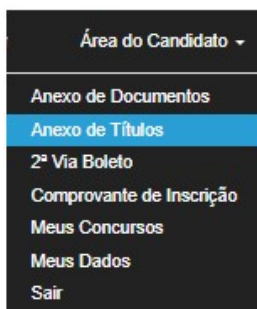 Área do Candidato
Anexo de Documentos
Anexo de Títulos
2ª Via Boleto
Comprovante de Inscrição
Meus Concursos
Meus Dados
Sair